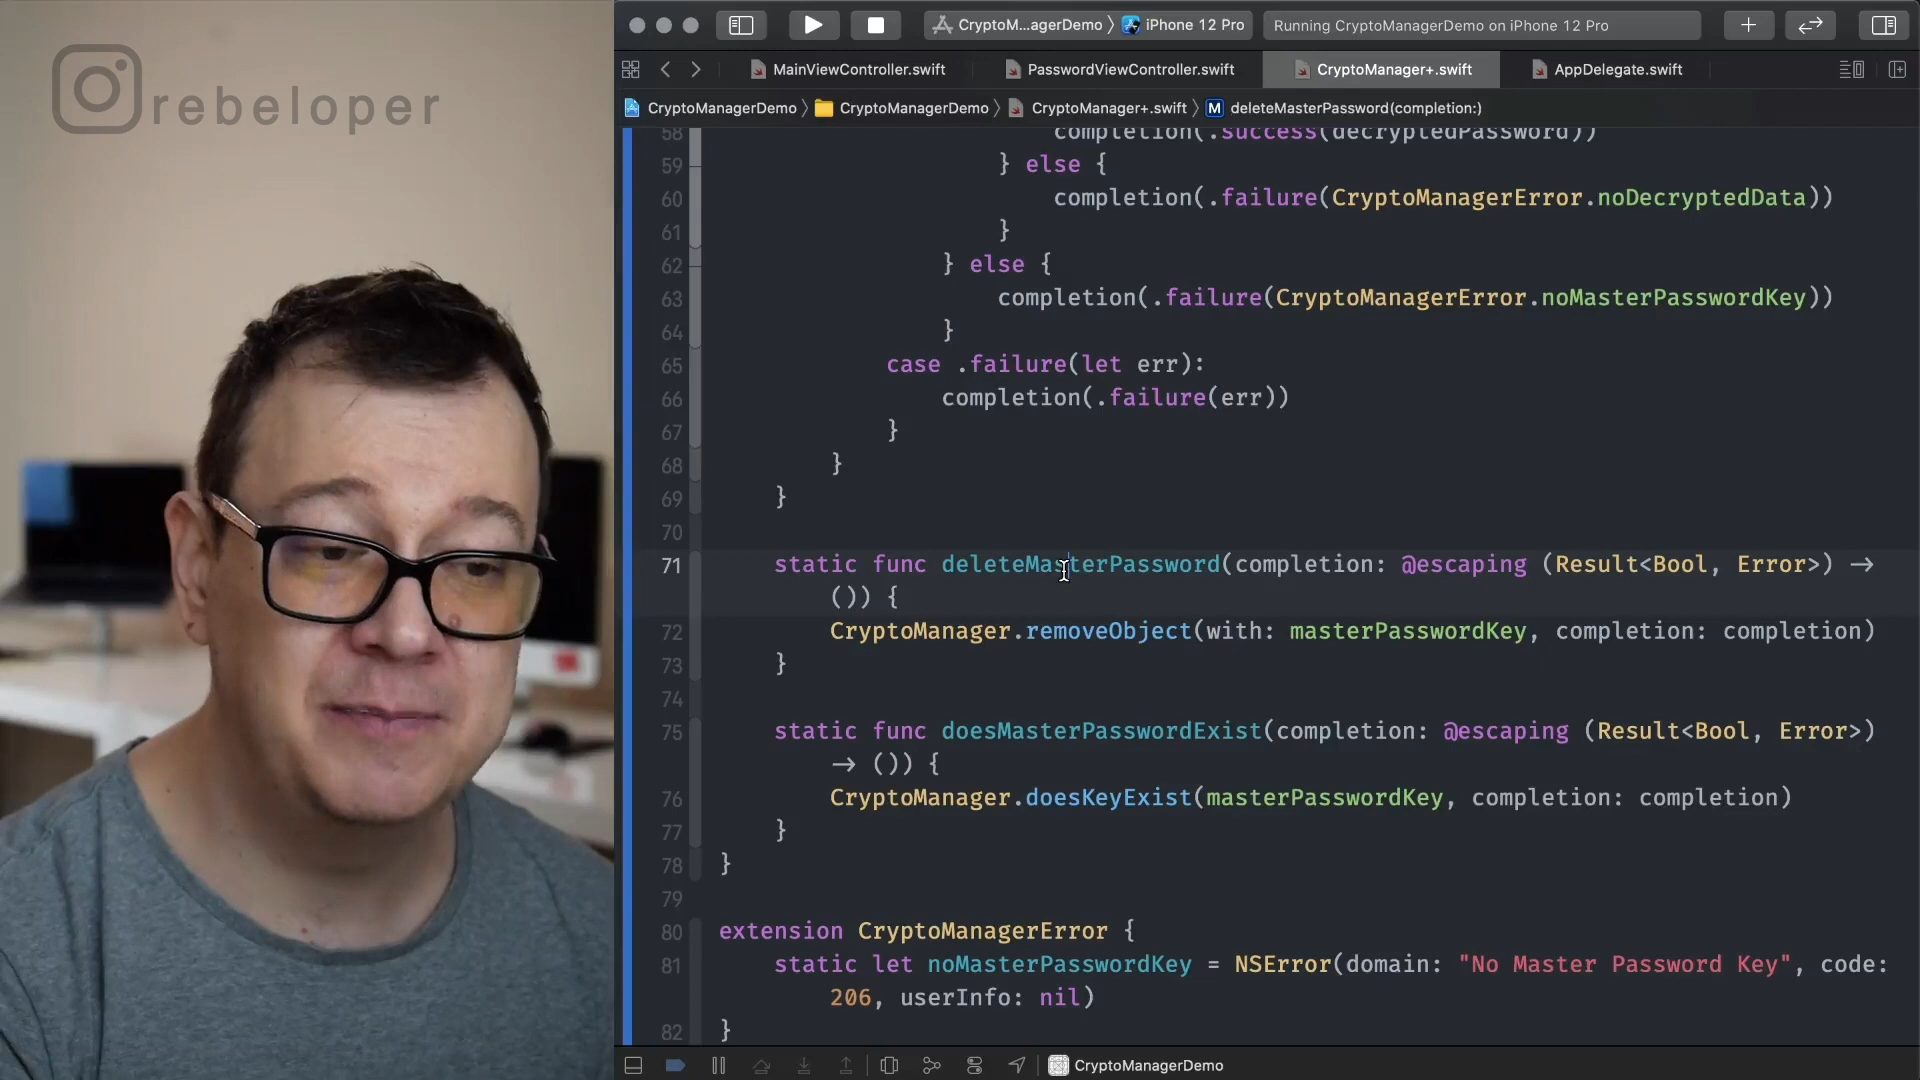 rebeloper
CryptoM...agerDemo 〉 iPhone 12 Pro
Running CryptoManagerDemo on iPhone 12 Pro
MainViewController.swift
PasswordViewController.swift
CryptoManager+.swift
AppDelegate.swift
CryptoManagerDemo 〉 CryptoManagerDemo 〉 CryptoManager+.swift 〉 M deleteMasterPassword(completion:)
58 completion(.success(decryptedPassword))
59 } else {
60 completion(.failure(CryptoManagerError.noDecryptedData))
61 }
62 } else {
63 completion(.failure(CryptoManagerError.noMasterPasswordKey))
64 }
65 case .failure(let err):
66 completion(.failure(err))
67 }
68 }
69 }
70
71 static func deleteMasterPassword(completion: @escaping (Result<Bool, Error>) →
()) {
72 CryptoManager.removeObject(with: masterPasswordKey, completion: completion)
73 }
74
75 static func doesMasterPasswordExist(completion: @escaping (Result<Bool, Error>)
→ ()) {
76 CryptoManager.doesKeyExist(masterPasswordKey, completion: completion)
77 }
78 }
79
80 extension CryptoManagerError {
81 static let noMasterPasswordKey = NSError(domain: "No Master Password Key", code:
206, userInfo: nil)
82 }
CryptoManagerDemo